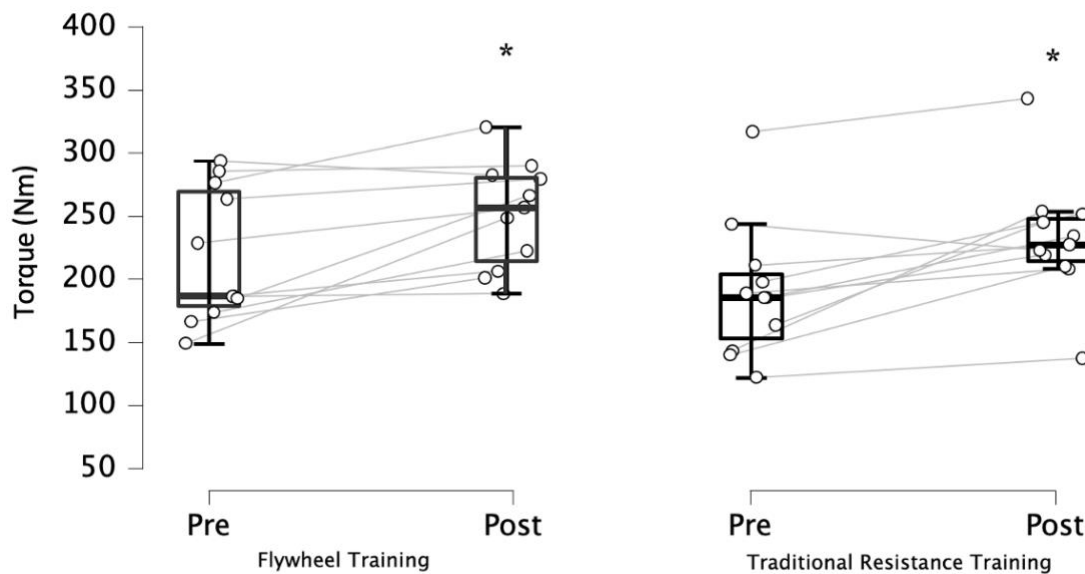 400
350
300
250
200
150
100
50
Torque (Nm)
*
*
Pre
Post
Pre
Post
Flywheel Training
Traditional Resistance Training